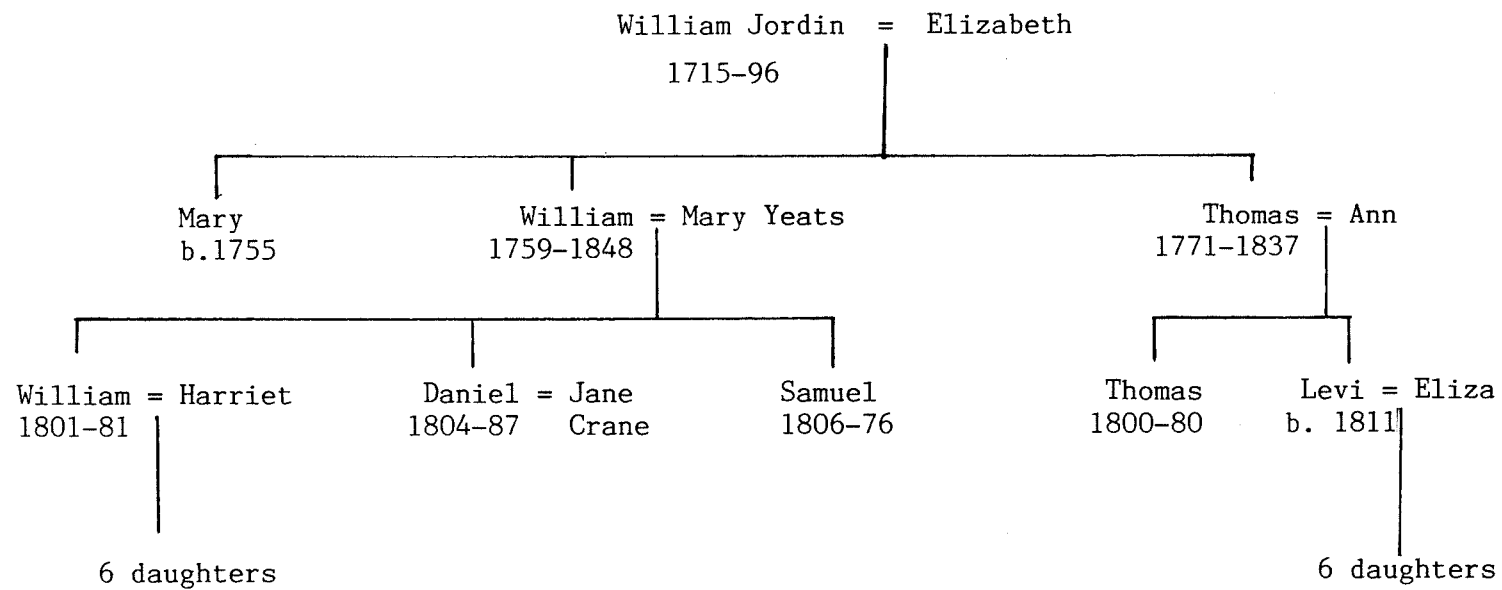 William Jordin = Elizabeth
1715-96
Mary
b.1755
William = Mary Yeats
1759-1848
Thomas = Ann
1771-1837
William = Harriet
1801-81
Daniel = Jane
1804-87 Crane
Samuel
1806-76
Thomas
1800-80
Levi = Eliza
b. 1811
6 daughters
6 daughters